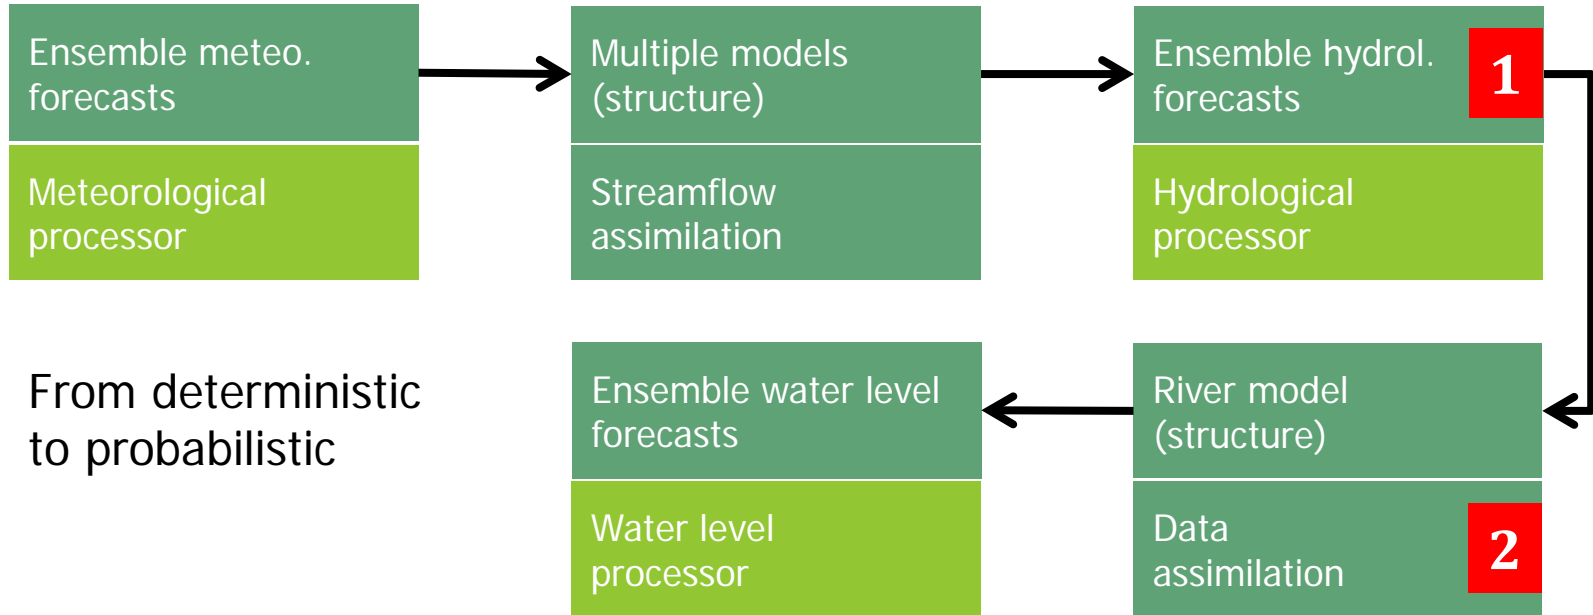 Ensemble meteo.
forecasts
Meteorological
processor
Multiple models
(structure)
Streamflow
assimilation
Ensemble hydrol.
forecasts
1
Hydrological
processor
From deterministic
to probabilistic
Ensemble water level
forecasts
Water level
processor
River model
(structure)
Data
assimilation
2